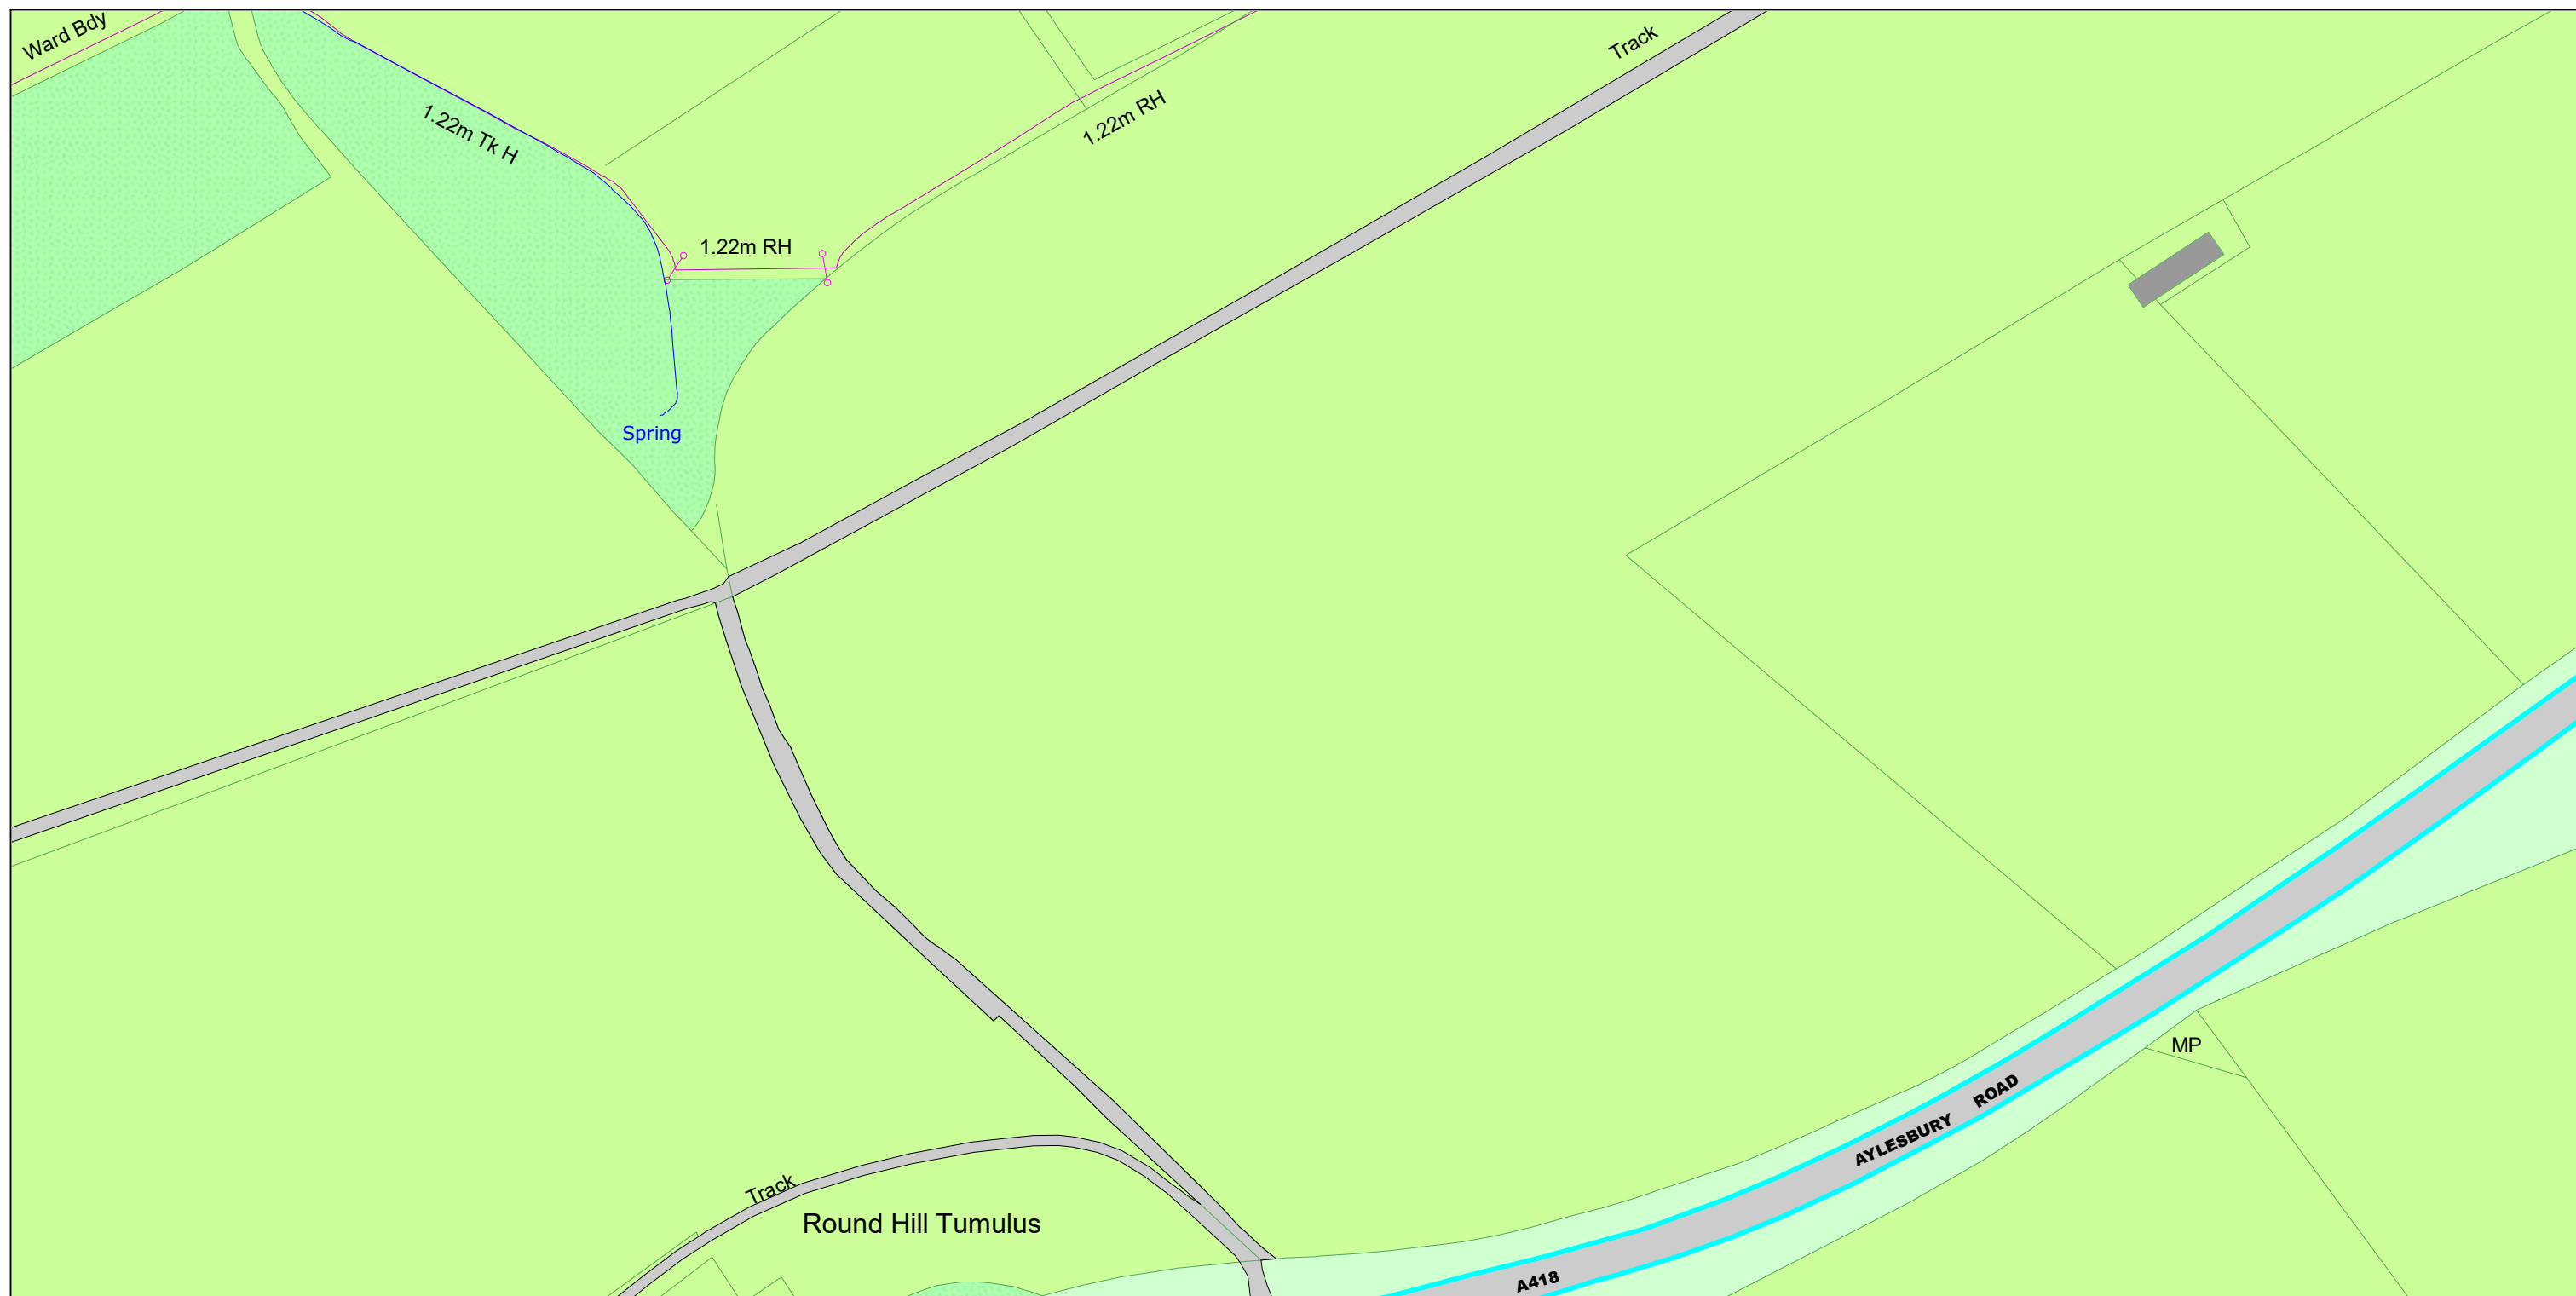 Ward Bdy
Track
1.22m Tk H
1.22m RH
1.22m RH
Spring
MP
AYLESBURY ROAD
Track
Round Hill Tumulus
A418